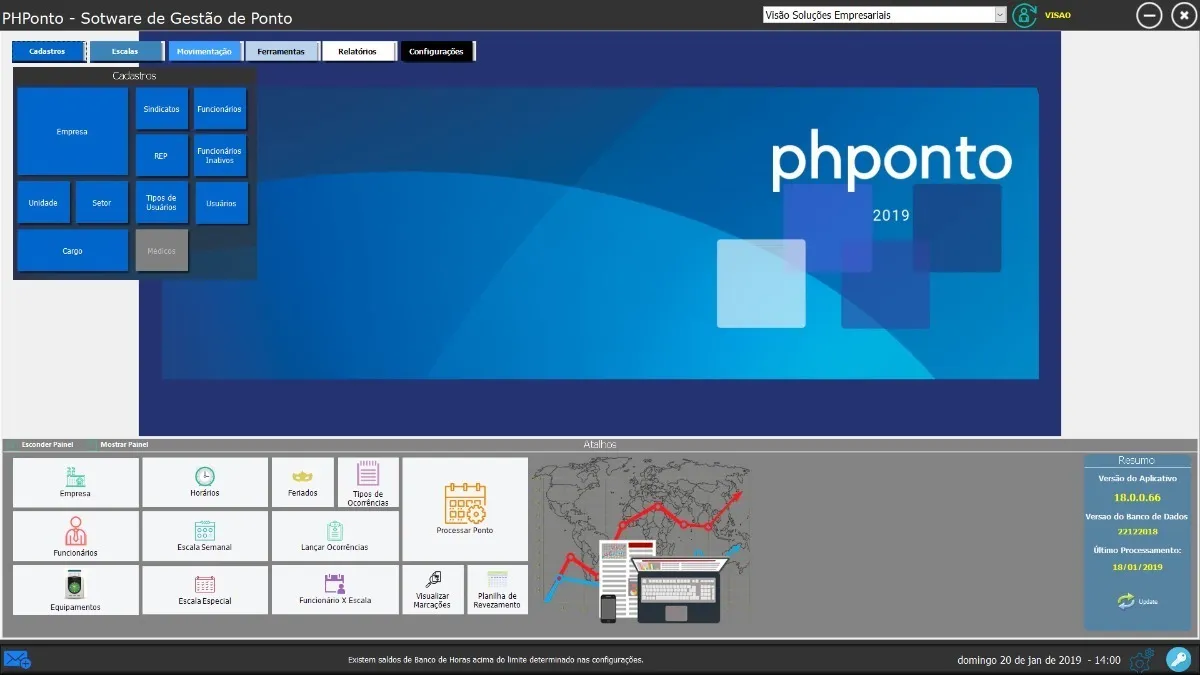 PHPonto - Sotware de Gestão de Ponto
Visão Soluções Empresariais
VISAO
Cadastros
Escalas
Movimentação
Ferramentas
Relatórios
Configurações
Cadastros
Empresa
Sindicatos
Funcionários
REP
Funcionários
Inativos
Unidade
Setor
Tipos de
Usuários
Usuários
Cargo
Médicos
phponto
2019
Esconder Painel
Mostrar Painel
Atalhos
Empresa
Horários
Feriados
Tipos de
Ocorrências
Processar Ponto
Funcionários
Escala Semanal
Lançar Ocorrências
Equipamentos
Escala Especial
Funcionário X Escala
Visualizar
Marcações
Planilha de
Revezamento
Resumo
Versão do Aplicativo
18.0.0.66
Versao do Banco de Dados
22122018
Último Processamento:
18/01/2019
Update
Existem saldos de Banco de Horas acima do limite determinado nas configurações.
domingo 20 de jan de 2019 - 14:00